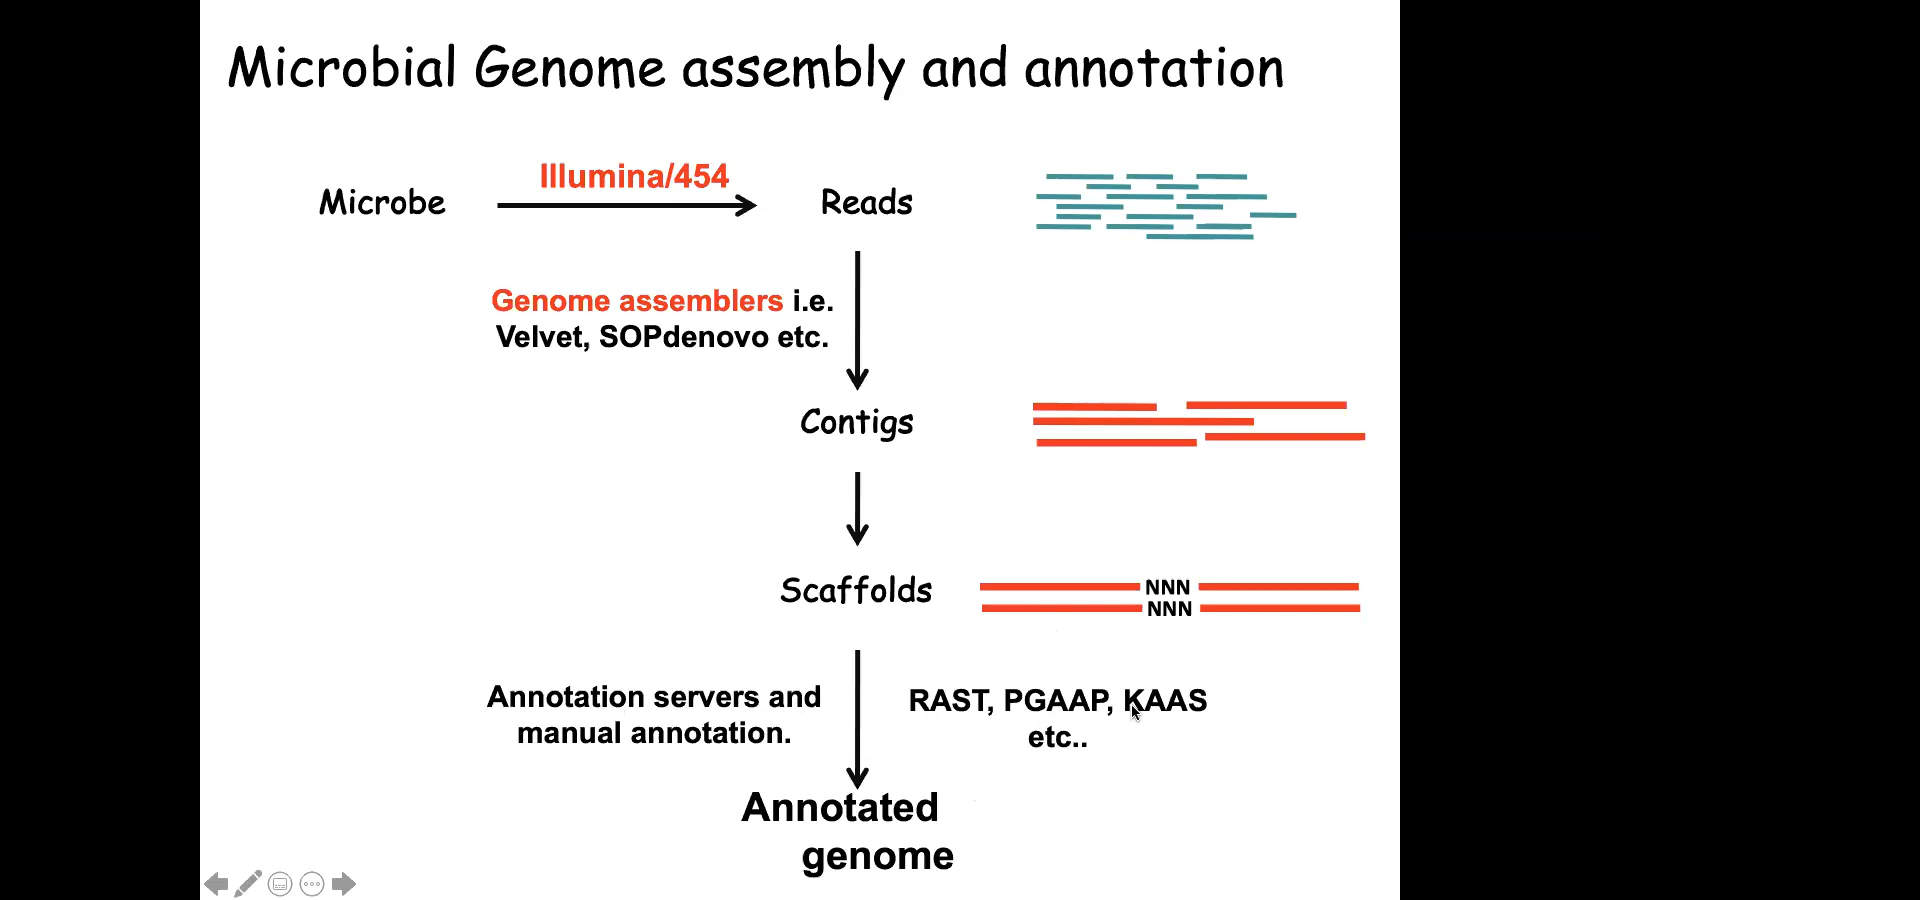 Microbial Genome assembly and annotation
Illumina/454
Microbe
Reads
Genome assemblers i.e.
Velvet, SOPdenovo etc.
Contigs
Scaffolds
NNN
NNN
Annotation servers and
manual annotation.
RAST, PGAAP, KAAS
etc..
Annotated
genome